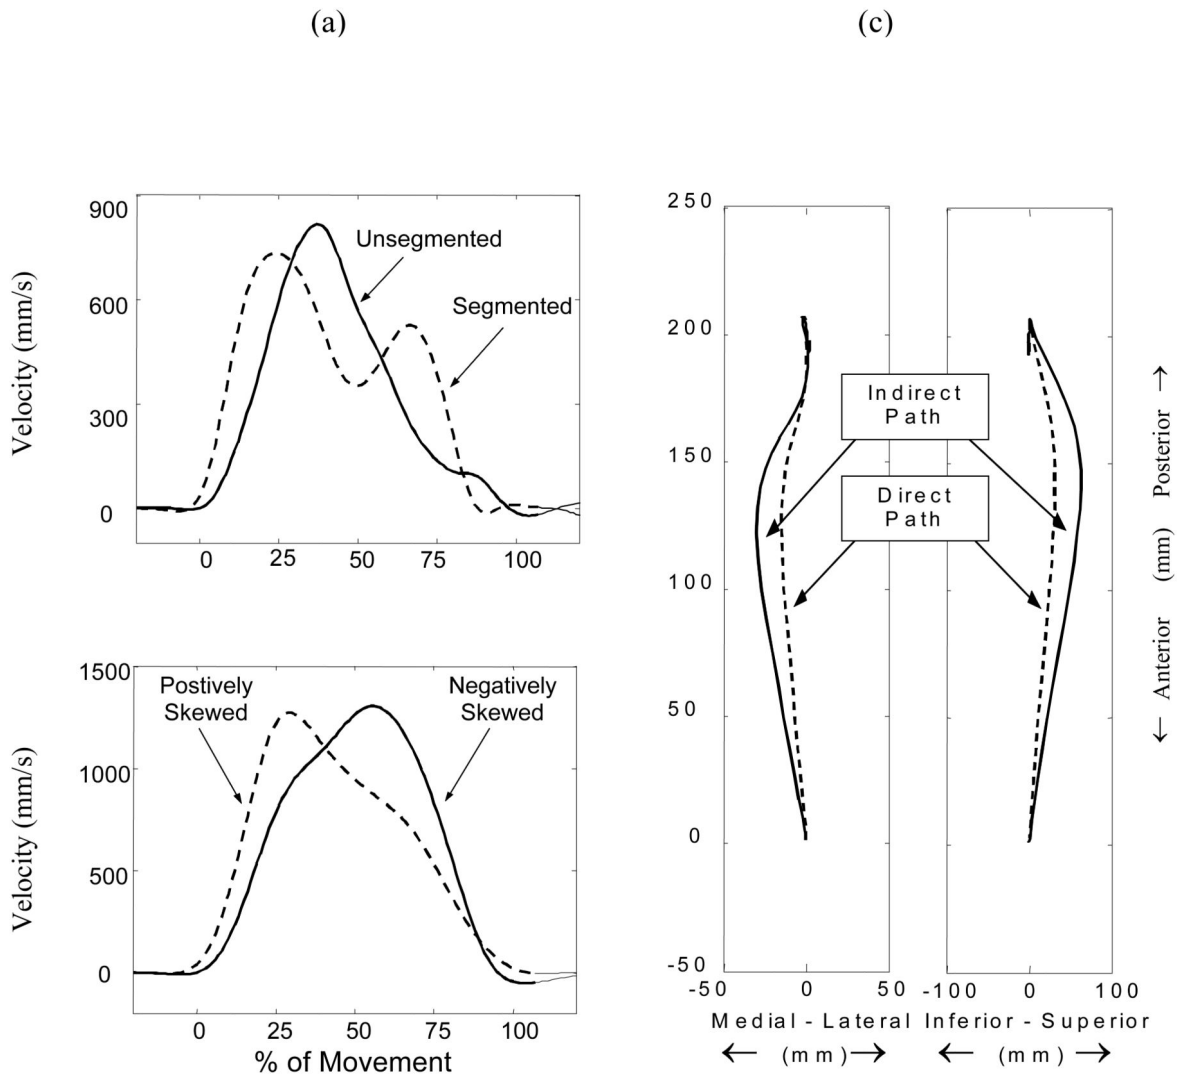 (a)
(c)
Velocity (mm/s)
900
600
300
0
Unsegmented
Segmented
0 25 50 75 100
Velocity (mm/s)
1500
1000
500
0
Postively
Skewed
Negatively
Skewed
0 25 50 75 100
% of Movement
250
200
150
100
50
0
-50
Indirect
Path
Direct
Path
-50 0 50
-100 0 100
Medial - Lateral
← (mm) →
Inferior - Superior
← (mm) →
← Anterior (mm) Posterior →